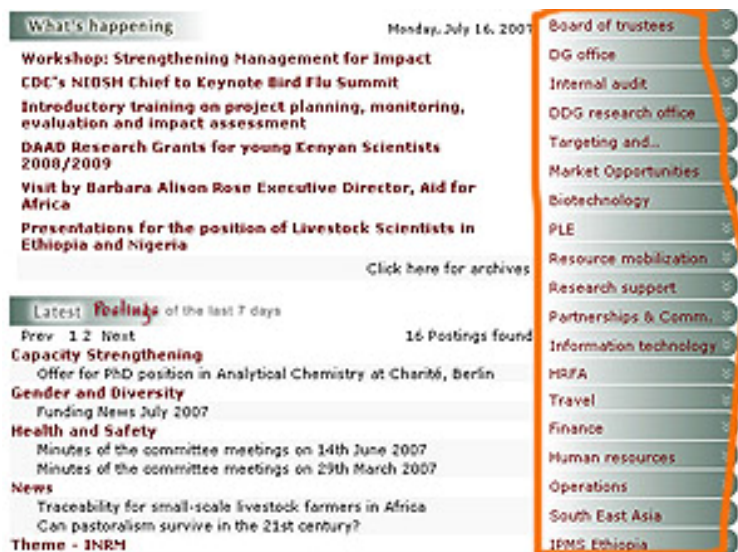 What's happening
Monday, July 16, 2007
Workshop: Strengthening Management for Impact
CDC's NIOSH Chief to Keynote Bird Flu Summit
Introductory training on project planning, monitoring,
evaluation and impact assessment
DAAD Research Grants for young Kenyan Scientists
2008/2009
Visit by Barbara Alison Rose Executive Director, Aid for
Africa
Presentations for the position of Livestock Scientists in
Ethiopia and Nigeria
Click here for archives
Latest Postings of the last 7 days
Prev 1 2 Next
16 Postings found
Capacity Strengthening
Offer for PhD position in Analytical Chemistry at Charité, Berlin
Gender and Diversity
Funding News July 2007
Health and Safety
Minutes of the committee meetings on 14th June 2007
Minutes of the committee meetings on 29th March 2007
News
Traceability for small-scale livestock farmers in Africa
Can pastoralism survive in the 21st century?
Theme - INRM
Board of trustees
DG office
Internal audit
DDG research office
Targeting and..
Market Opportunities
Biotechnology
PLE
Resource mobilization
Research support
Partnerships & Comm.
Information technology
HRFA
Travel
Finance
Human resources
Operations
South East Asia
IPMS Ethiopia